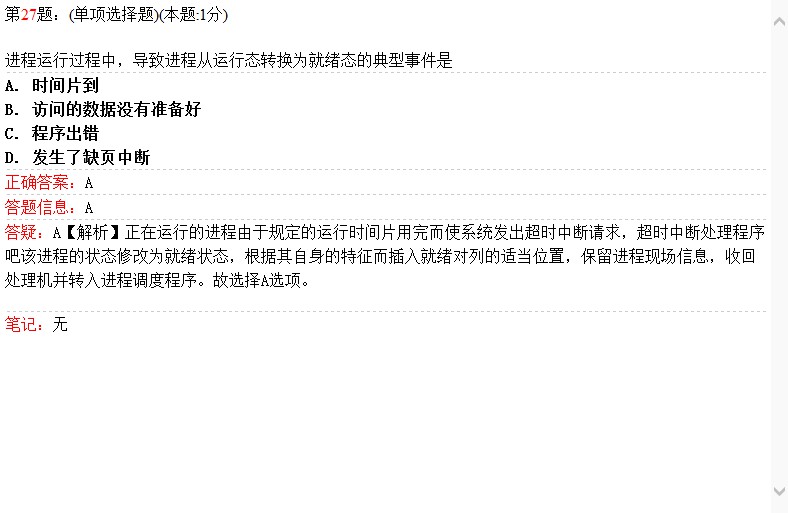 第27题：(单项选择题)(本题:1分)
进程运行过程中，导致进程从运行态转换为就绪态的典型事件是
A. 时间片到
B. 访问的数据没有准备好
C. 程序出错
D. 发生了缺页中断
正确答案：A
答题信息：A
答疑：A【解析】正在运行的进程由于规定的运行时间片用完而使系统发出超时中断请求，超时中断处理程序
吧该进程的状态修改为就绪状态，根据其自身的特征而插入就绪对列的适当位置，保留进程现场信息，收回
处理机并转入进程调度程序。故选择A选项。
笔记：无